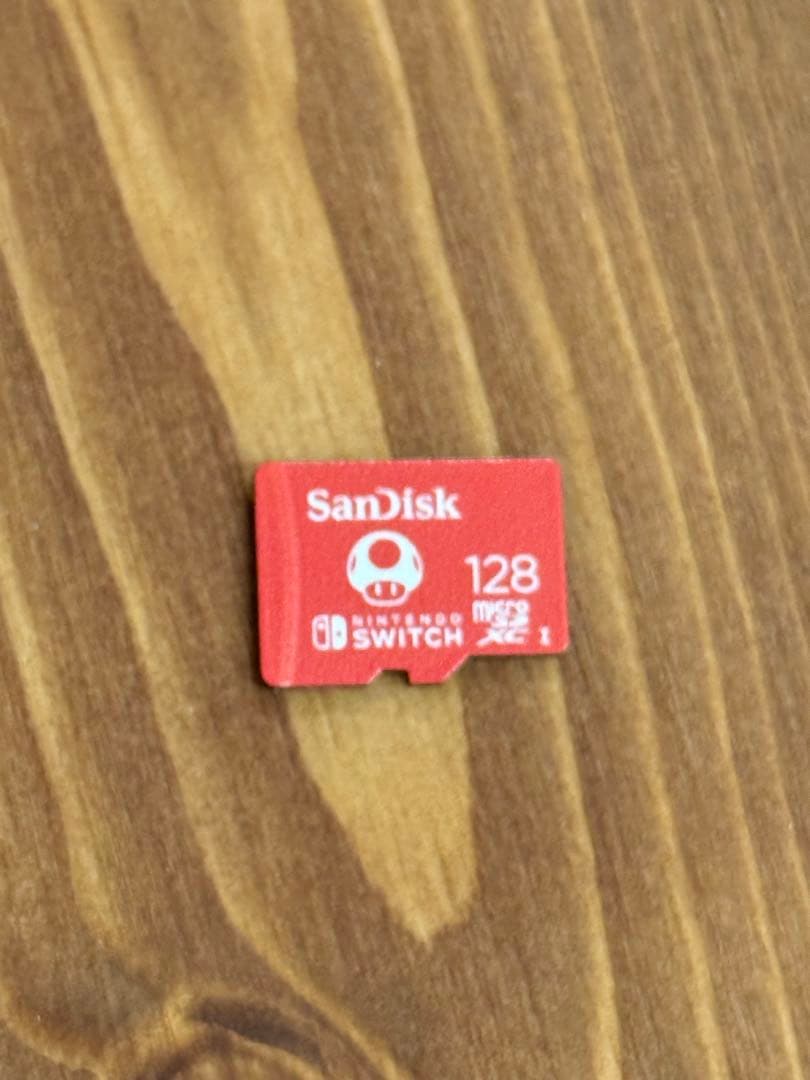 SanDisk
128
NINTENDO
SWITCH
micro
SD
XC I